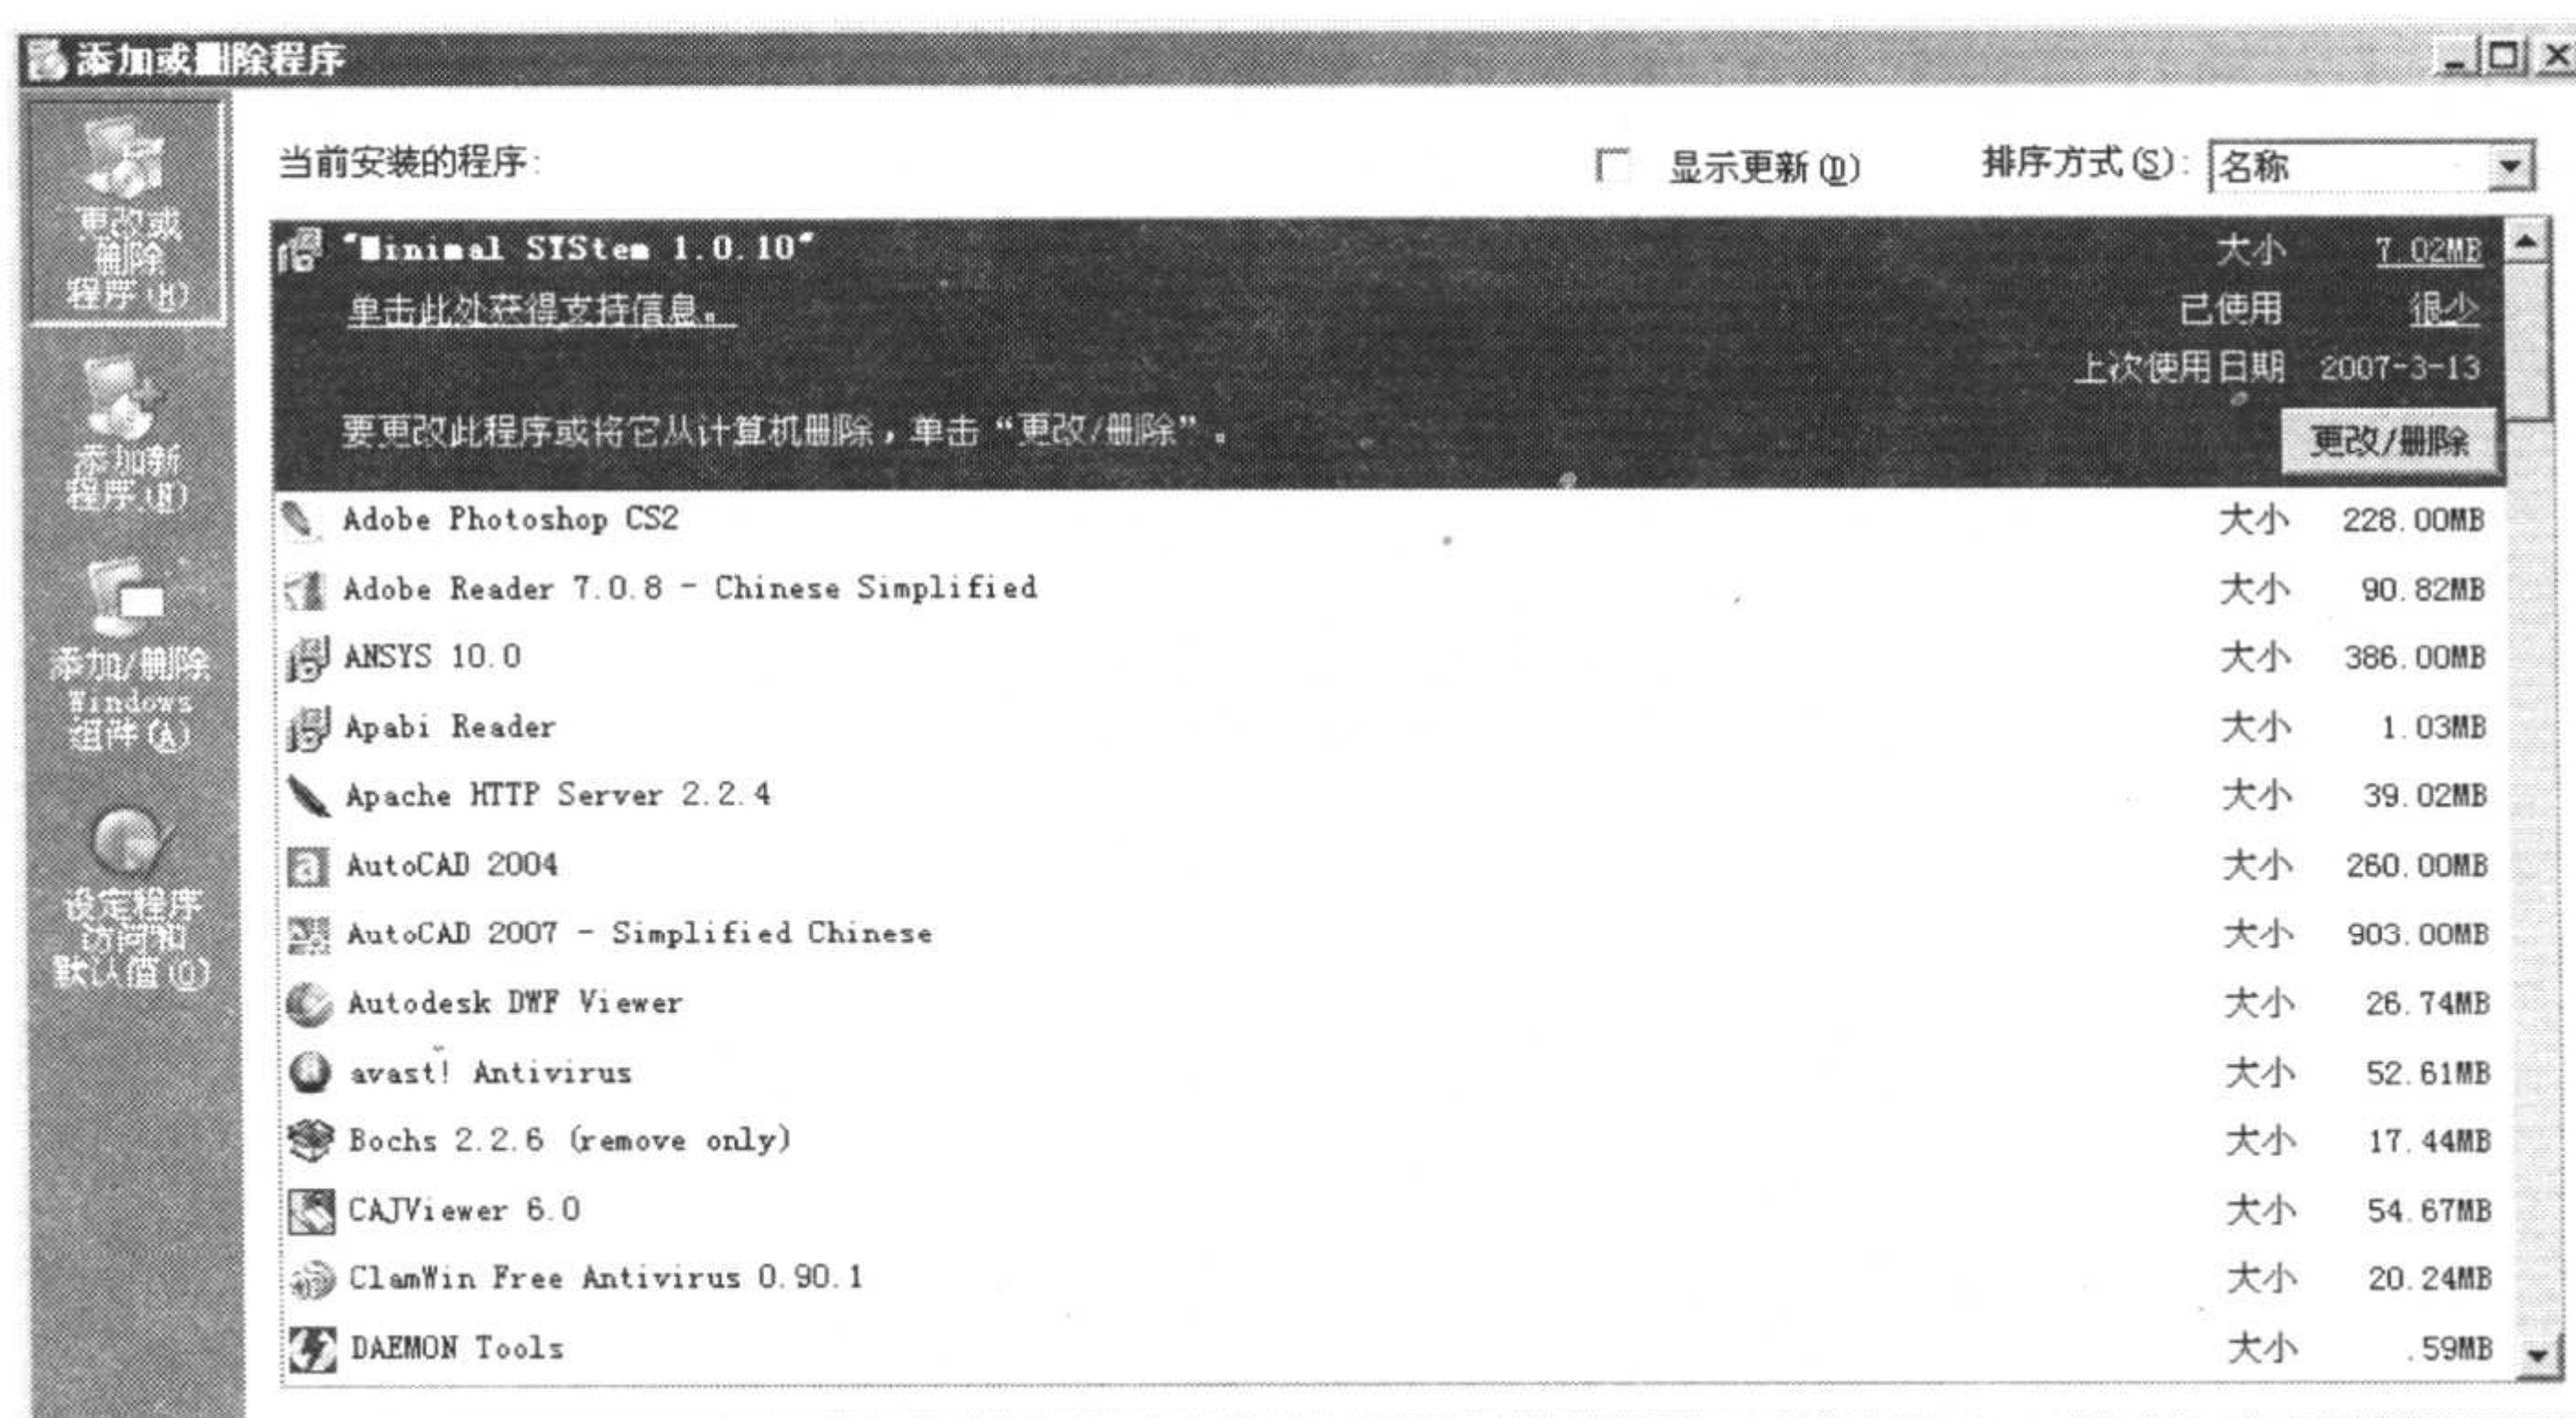 添加或删除程序
更改或
删除
程序(H)
添加新
程序(N)
添加/删除
Windows
组件(A)
设定程序
访问和
默认值(O)
当前安装的程序:
显示更新(D)
排序方式(S): 名称
"Minimal SYStem 1.0.10" 大小 7.02MB
单击此处获得支持信息。 已使用 很少
上次使用日期 2007-3-13
要更改此程序或将它从计算机删除，单击“更改/删除”。 更改/删除
Adobe Photoshop CS2 大小 228.00MB
Adobe Reader 7.0.8 - Chinese Simplified 大小 90.82MB
ANSYS 10.0 大小 386.00MB
Apabi Reader 大小 1.03MB
Apache HTTP Server 2.2.4 大小 39.02MB
AutoCAD 2004 大小 260.00MB
AutoCAD 2007 - Simplified Chinese 大小 903.00MB
Autodesk DWF Viewer 大小 26.74MB
avast! Antivirus 大小 52.61MB
Bochs 2.2.6 (remove only) 大小 17.44MB
CAJViewer 6.0 大小 54.67MB
ClamWin Free Antivirus 0.90.1 大小 20.24MB
DAEMON Tools 大小 .59MB